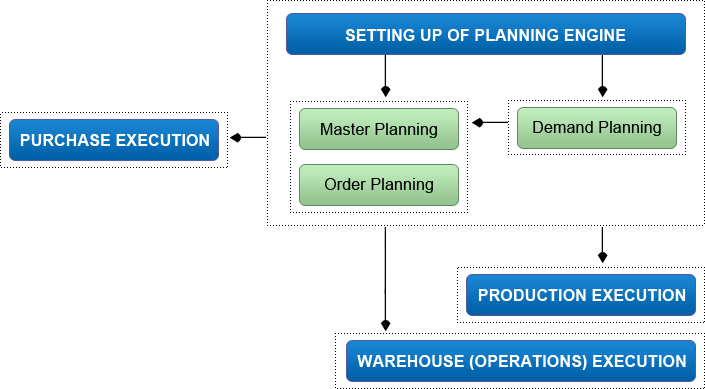 SETTING UP OF PLANNING ENGINE
Master Planning
Demand Planning
PURCHASE EXECUTION
Order Planning
PRODUCTION EXECUTION
WAREHOUSE (OPERATIONS) EXECUTION